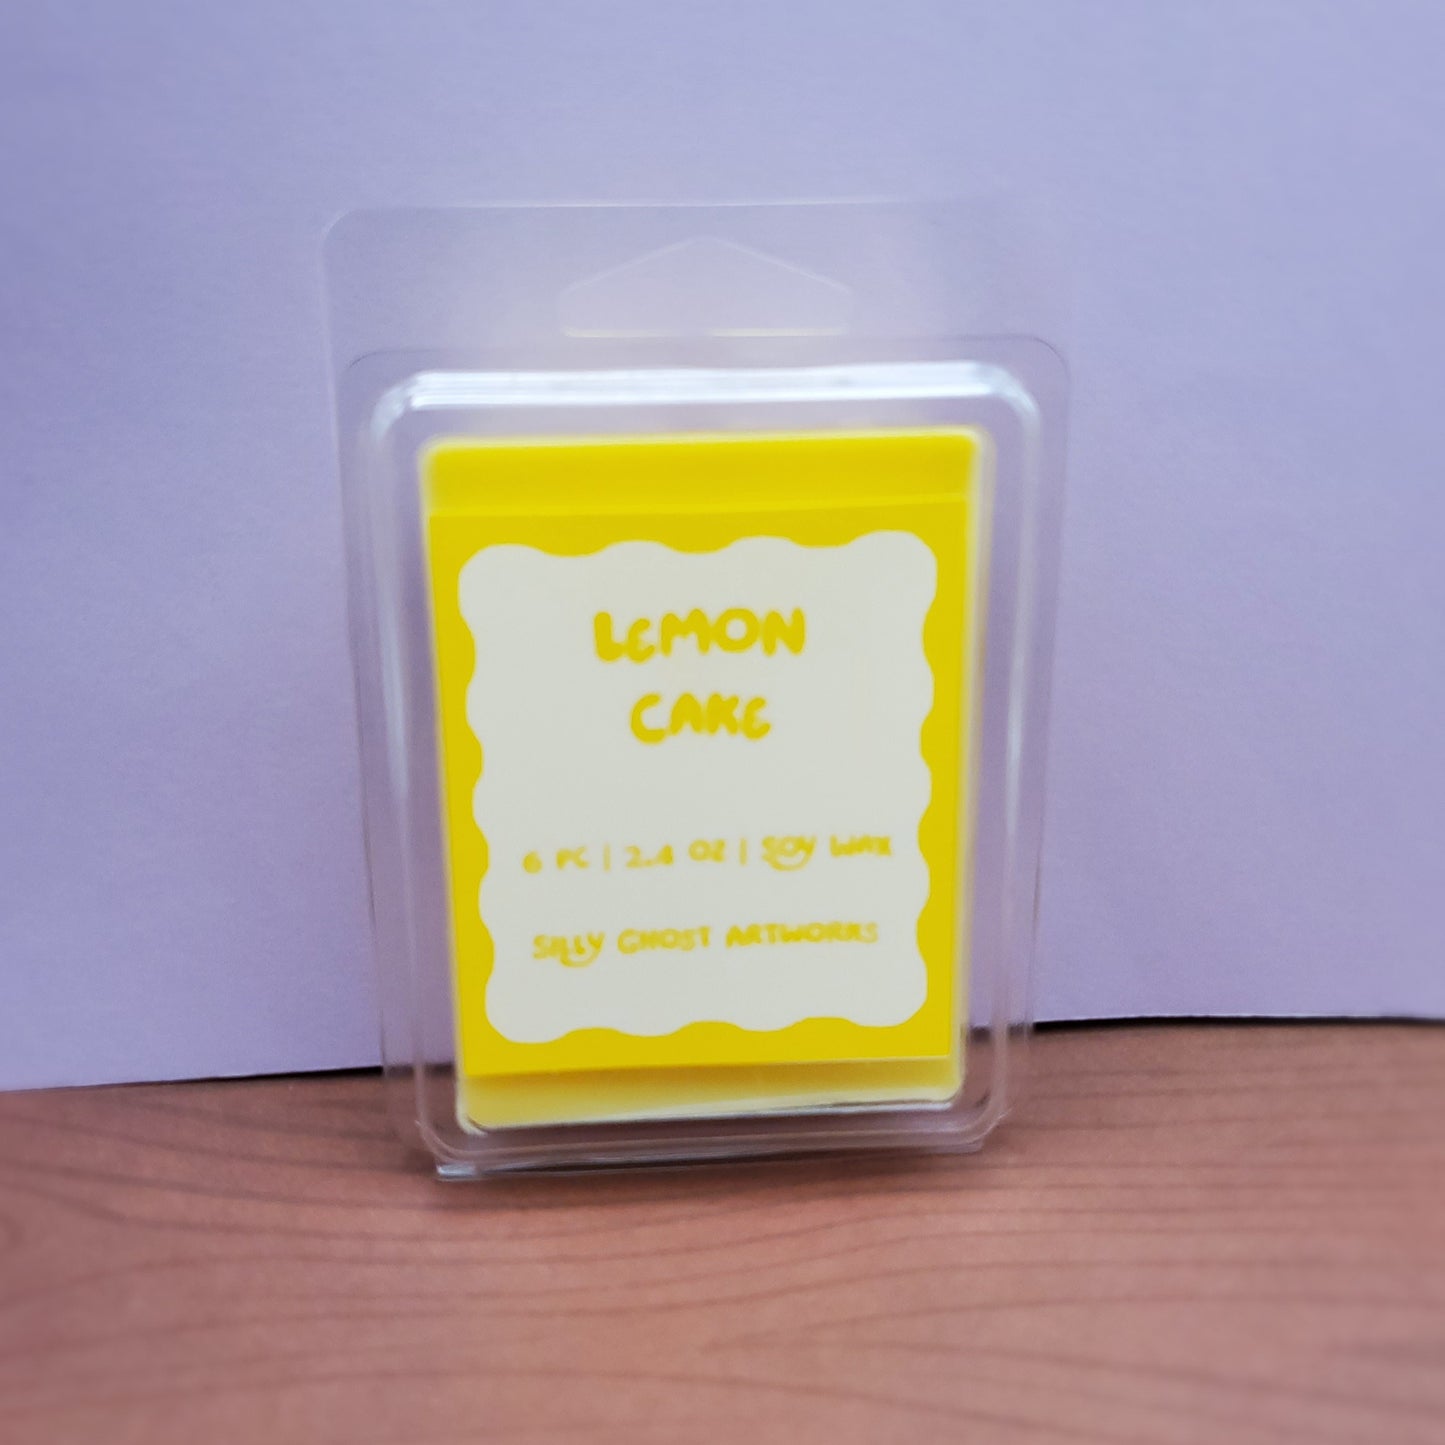 LEMON
CAKE
6 PC | 2.4 OZ | SOY WAX
SILLY GHOST ARTWORKS